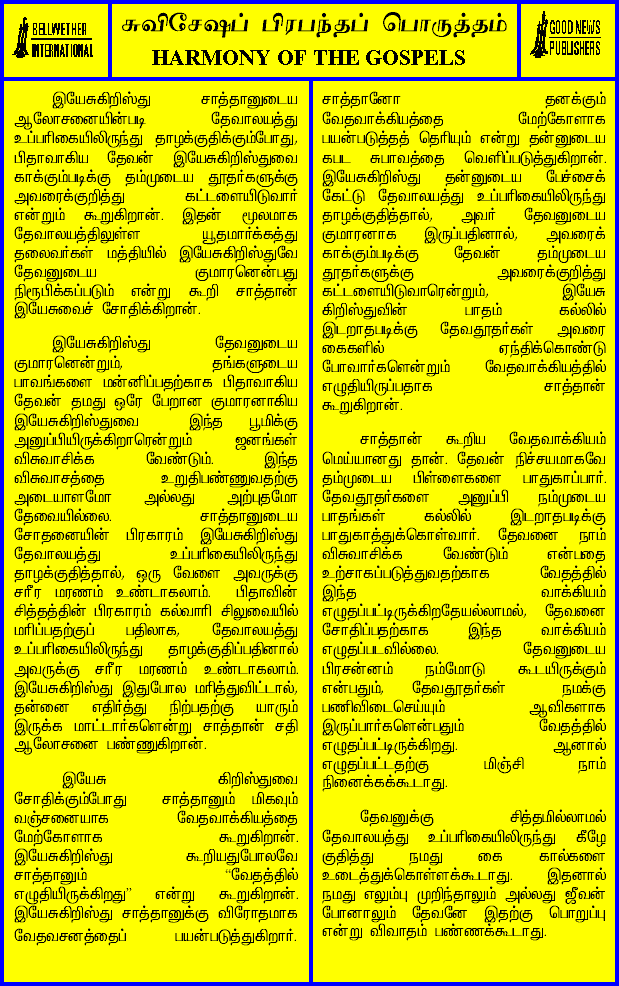 BELLWETHER
INTERNATIONAL
சுவிசேஷப் பிரபந்தப் பொருத்தம்
HARMONY OF THE GOSPELS
GOOD NEWS
PUBLISHERS
இயேசுகிறிஸ்து சாத்தானுடைய
ஆலோசனையின்படி தேவாலயத்து
உப்பரிகையிலிருந்து தாழக்குதிக்கும்போது,
பிதாவாகிய தேவன் இயேசுகிறிஸ்துவை
காக்கும்படிக்கு தம்முடைய தூதர்களுக்கு
அவரைக்குறித்து கட்டளையிடுவார்
என்றும் கூறுகிறான். இதன் மூலமாக
தேவாலயத்திலுள்ள யூதமார்க்கத்து
தலைவர்கள் மத்தியில் இயேசுகிறிஸ்துவே
தேவனுடைய குமாரனென்பது
நிரூபிக்கப்படும் என்று கூறி சாத்தான்
இயேசுவைச் சோதிக்கிறான்.
இயேசுகிறிஸ்து தேவனுடைய
குமாரனென்றும், தங்களுடைய
பாவங்களை மன்னிப்பதற்காக பிதாவாகிய
தேவன் தமது ஒரே பேறான குமாரனாகிய
இயேசுகிறிஸ்துவை இந்த பூமிக்கு
அனுப்பியிருக்கிறாரென்றும் ஜனங்கள்
விசுவாசிக்க வேண்டும். இந்த
விசுவாசத்தை உறுதிபண்ணுவதற்கு
அடையாளமோ அல்லது அற்புதமோ
தேவையில்லை. சாத்தானுடைய
சோதனையின் பிரகாரம் இயேசுகிறிஸ்து
தேவாலயத்து உப்பரிகையிலிருந்து
தாழக்குதித்தால், ஒரு வேளை அவருக்கு
சரீர மரணம் உண்டாகலாம். பிதாவின்
சித்தத்தின் பிரகாரம் கல்வாரி சிலுவையில்
மரிப்பதற்குப் பதிலாக, தேவாலயத்து
உப்பரிகையிலிருந்து தாழக்குதிப்பதினால்
அவருக்கு சரீர மரணம் உண்டாகலாம்.
இயேசுகிறிஸ்து இதுபோல மரித்துவிட்டால்,
தன்னை எதிர்த்து நிற்பதற்கு யாரும்
இருக்க மாட்டார்களென்று சாத்தான் சதி
ஆலோசனை பண்ணுகிறான்.
இயேசு கிறிஸ்துவை
சோதிக்கும்போது சாத்தானும் மிகவும்
வஞ்சனையாக வேதவாக்கியத்தை
மேற்கோளாக கூறுகிறான்.
இயேசுகிறிஸ்து கூறியதுபோலவே
சாத்தானும் “வேதத்தில்
எழுதியிருக்கிறது” என்று கூறுகிறான்.
இயேசுகிறிஸ்து சாத்தானுக்கு விரோதமாக
வேதவசனத்தைப் பயன்படுத்துகிறார்.
சாத்தானோ தனக்கும்
வேதவாக்கியத்தை மேற்கோளாக
பயன்படுத்தத் தெரியும் என்று தன்னுடைய
கபட சுபாவத்தை வெளிப்படுத்துகிறான்.
இயேசுகிறிஸ்து தன்னுடைய பேச்சைக்
கேட்டு தேவாலயத்து உப்பரிகையிலிருந்து
தாழக்குதித்தால், அவர் தேவனுடைய
குமாரனாக இருப்பதினால், அவரைக்
காக்கும்படிக்கு தேவன் தம்முடைய
தூதர்களுக்கு அவரைக்குறித்து
கட்டளையிடுவாரென்றும், இயேசு
கிறிஸ்துவின் பாதம் கல்லில்
இடறாதபடிக்கு தேவதூதர்கள் அவரை
கைகளில் ஏந்திக்கொண்டு
போவார்களென்றும் வேதவாக்கியத்தில்
எழுதியிருப்பதாக சாத்தான்
கூறுகிறான்.
சாத்தான் கூறிய வேதவாக்கியம்
மெய்யானது தான். தேவன் நிச்சயமாகவே
தம்முடைய பிள்ளைகளை பாதுகாப்பார்.
தேவதூதர்களை அனுப்பி நம்முடைய
பாதங்கள் கல்லில் இடறாதபடிக்கு
பாதுகாத்துக்கொள்வார். தேவனை நாம்
விசுவாசிக்க வேண்டும் என்பதை
உற்சாகப்படுத்துவதற்காக வேதத்தில்
இந்த வாக்கியம்
எழுதப்பட்டிருக்கிறதேயல்லாமல், தேவனை
சோதிப்பதற்காக இந்த வாக்கியம்
எழுதப்படவில்லை. தேவனுடைய
பிரசன்னம் நம்மோடு கூடயிருக்கும்
என்பதும், தேவதூதர்கள் நமக்கு
பணிவிடைசெய்யும் ஆவிகளாக
இருப்பார்களென்பதும் வேதத்தில்
எழுதப்பட்டிருக்கிறது. ஆனால்
எழுதப்பட்டதற்கு மிஞ்சி நாம்
நினைக்கக்கூடாது.
தேவனுக்கு சித்தமில்லாமல்
தேவாலயத்து உப்பரிகையிலிருந்து கீழே
குதித்து நமது கை கால்களை
உடைத்துக்கொள்ளக்கூடாது. இதனால்
நமது எலும்பு முறிந்தாலும் அல்லது ஜீவன்
போனாலும் தேவனே இதற்கு பொறுப்பு
என்று விவாதம் பண்ணக்கூடாது.